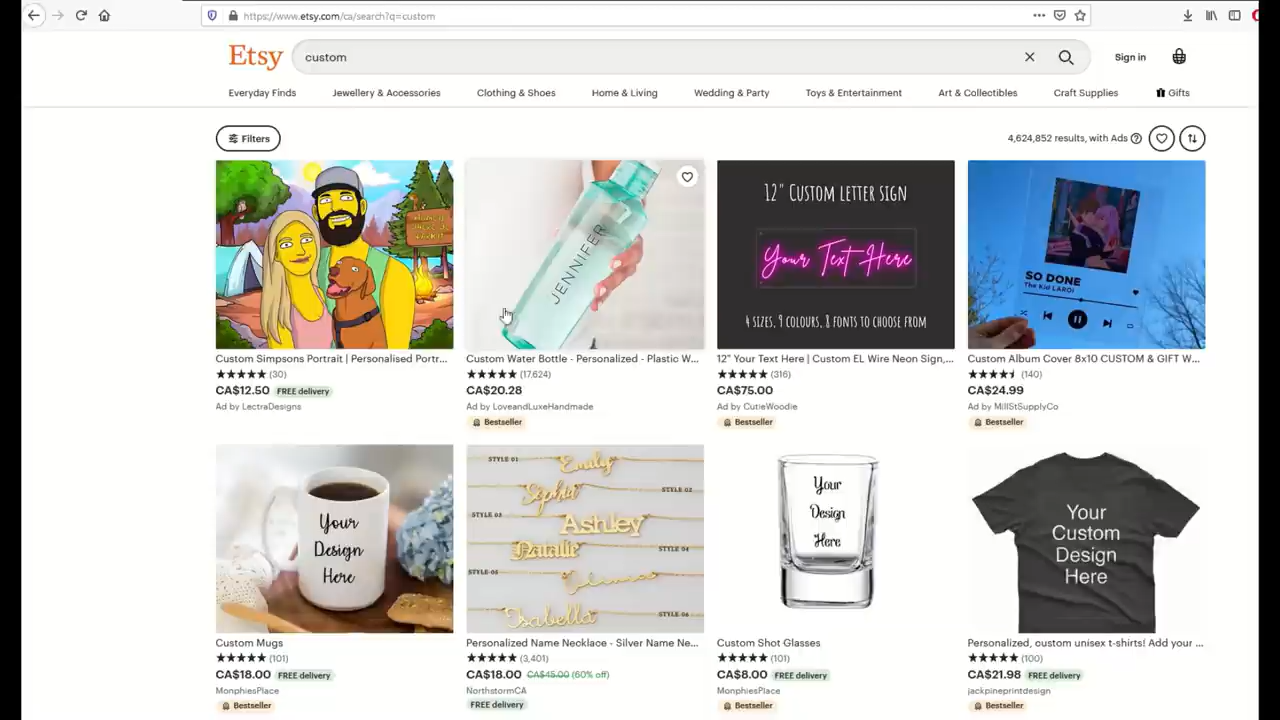 https://www.etsy.com/ca/search?q=custom
Etsy
custom
Sign in
Everyday Finds
Jewellery & Accessories
Clothing & Shoes
Home & Living
Wedding & Party
Toys & Entertainment
Art & Collectibles
Craft Supplies
Gifts
Filters
4,624,852 results, with Ads
JENNIFER
12" Custom letter sign
Your Text Here
4 sizes, 9 colours, 8 fonts to choose from
SO DONE
The Kid LAROI
Custom Simpsons Portrait | Personalised Portr...
(30)
CA$12.50 FREE delivery
Ad by LectraDesigns
Custom Water Bottle - Personalized - Plastic W...
(17,624)
CA$20.28
Ad by LoveandLuxeHandmade
Bestseller
12" Your Text Here | Custom EL Wire Neon Sign,...
(316)
CA$75.00
Ad by CutieWoodie
Bestseller
Custom Album Cover 8x10 CUSTOM & GIFT W...
(140)
CA$24.99
Ad by MillStSupplyCo
Bestseller
Your
Design
Here
STYLE 01
Emily
Sophia
STYLE 02
STYLE 03
Ashley
Natalie
STYLE 04
STYLE 05
Isabella
STYLE 06
Your
Design
Here
Your
Custom
Design
Here
Custom Mugs
(101)
CA$18.00 FREE delivery
MonphiesPlace
Bestseller
Personalized Name Necklace - Silver Name Ne...
(3,401)
CA$18.00 CA$45.00 (60% off)
NorthstormCA
FREE delivery
Custom Shot Glasses
(101)
CA$8.00 FREE delivery
MonphiesPlace
Bestseller
Personalized, custom unisex t-shirts! Add your ...
(100)
CA$21.98 FREE delivery
jackpineprintdesign
Bestseller